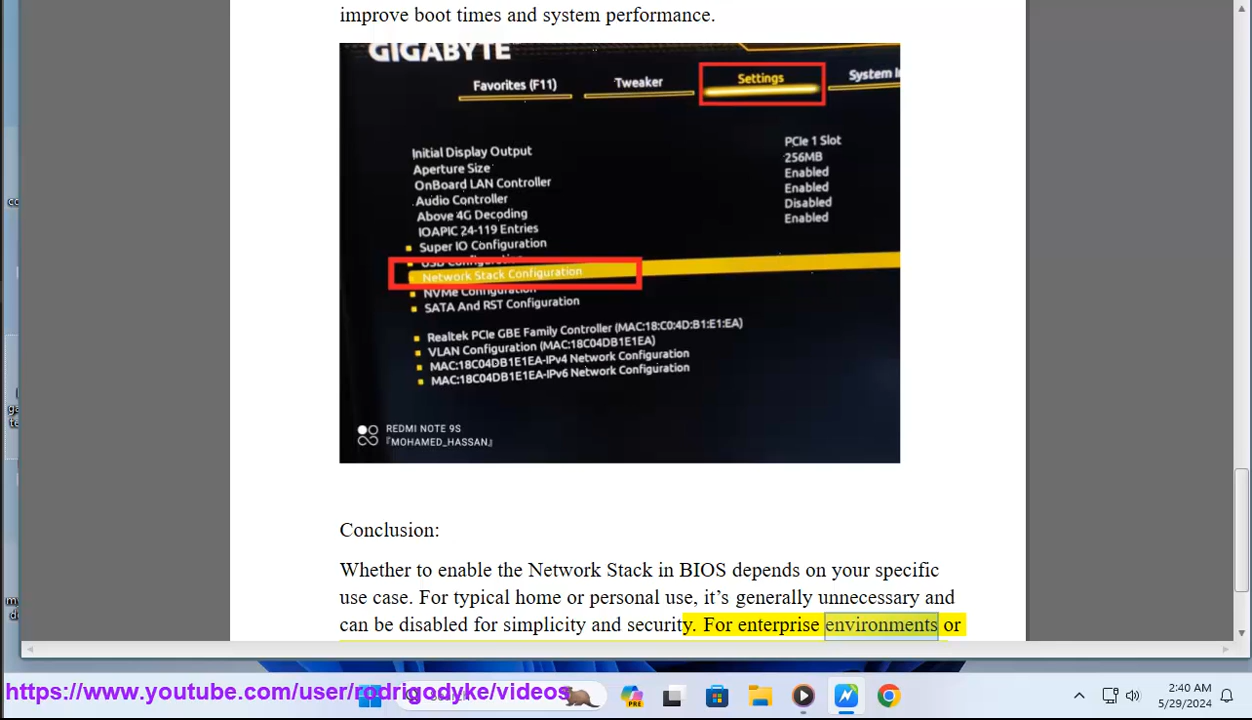 improve boot times and system performance.
GIGABYTE
Favorites (F11)
Tweaker
Settings
System
Initial Display Output
PCIe 1 Slot
Aperture Size
256MB
OnBoard LAN Controller
Enabled
Audio Controller
Enabled
Above 4G Decoding
Disabled
IOAPIC 24-119 Entries
Enabled
Super IO Configuration
USB Configuration
Network Stack Configuration
NVMe Configuration
SATA And RST Configuration
Realtek PCIe GBE Family Controller (MAC:18:C0:4D:B1:E1:EA)
VLAN Configuration (MAC:18C04DB1E1EA)
MAC:18C04DB1E1EA-IPv4 Network Configuration
MAC:18C04DB1E1EA-IPv6 Network Configuration
REDMI NOTE 9S
『MOHAMED_HASSAN』
Conclusion:
Whether to enable the Network Stack in BIOS depends on your specific
use case. For typical home or personal use, it’s generally unnecessary and
can be disabled for simplicity and security. For enterprise environments or
https://www.youtube.com/user/rodrigodyke/videos
PRE
2:40 AM
5/29/2024